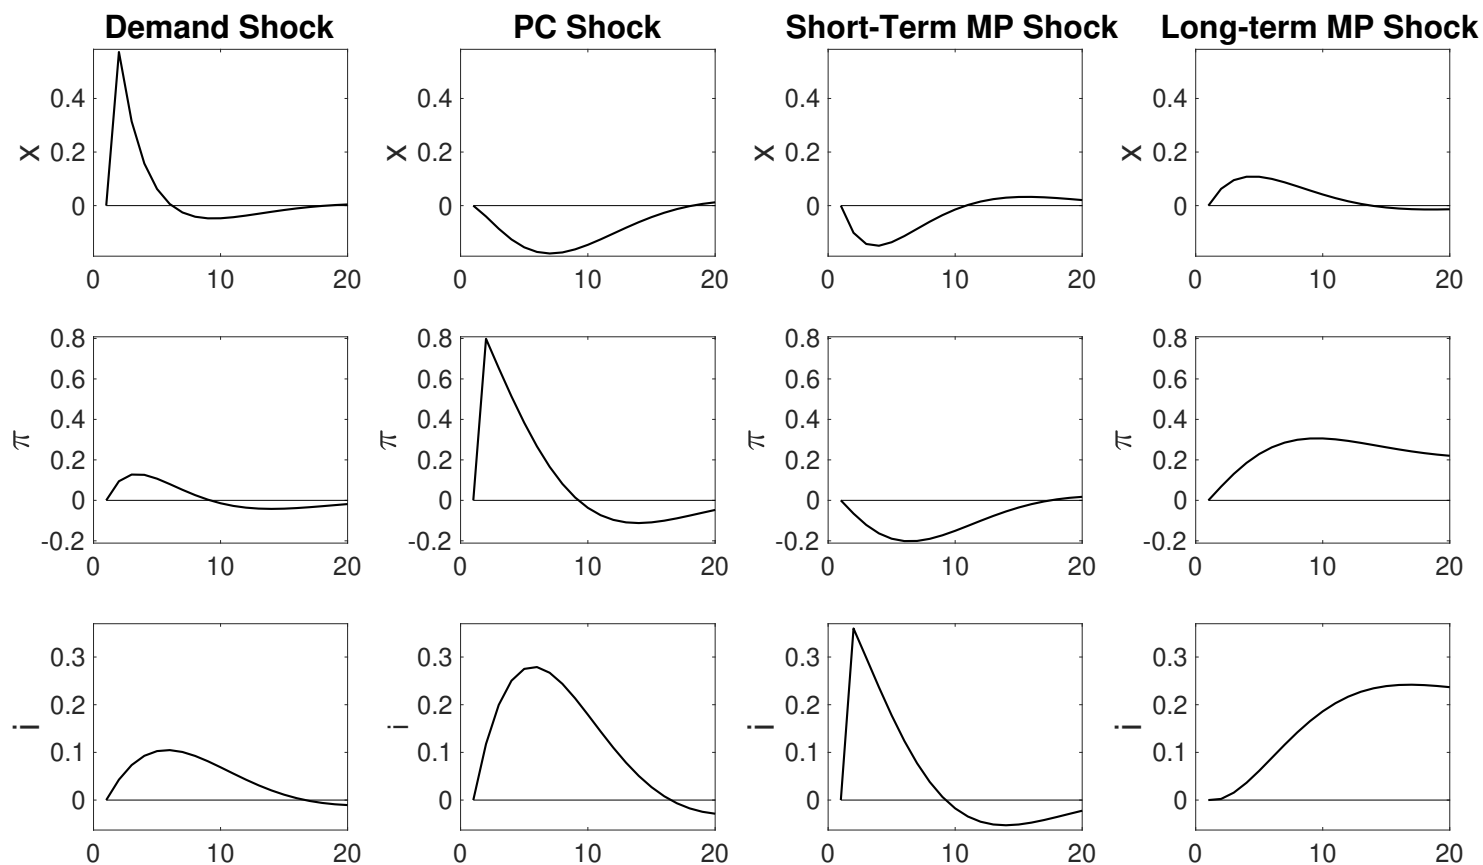 Demand Shock PC Shock Short-Term MP Shock Long-term MP Shock
0.4 0.4 0.4 0.4
x x x x
0.2 0.2 0.2 0.2
0 0 0 0
0 10 20 0 10 20 0 10 20 0 10 20
0.8 0.8 0.8 0.8
0.6 0.6 0.6 0.6
0.4 0.4 0.4 0.4
π π π π
0.2 0.2 0.2 0.2
0 0 0 0
-0.2 -0.2 -0.2 -0.2
0 10 20 0 10 20 0 10 20 0 10 20
0.3 0.3 0.3 0.3
0.2 0.2 0.2 0.2
i i i i
0.1 0.1 0.1 0.1
0 0 0 0
0 10 20 0 10 20 0 10 20 0 10 20